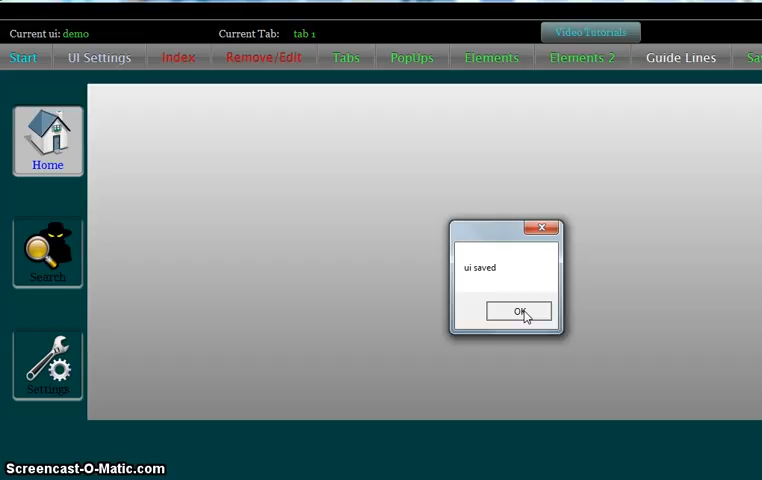 Current ui: demo
Current Tab: tab 1
Video Tutorials
Start
UI Settings
Index
Remove/Edit
Tabs
PopUps
Elements
Elements 2
Guide Lines
Home
ui saved
OK
Search
Settings
Screencast-O-Matic.com